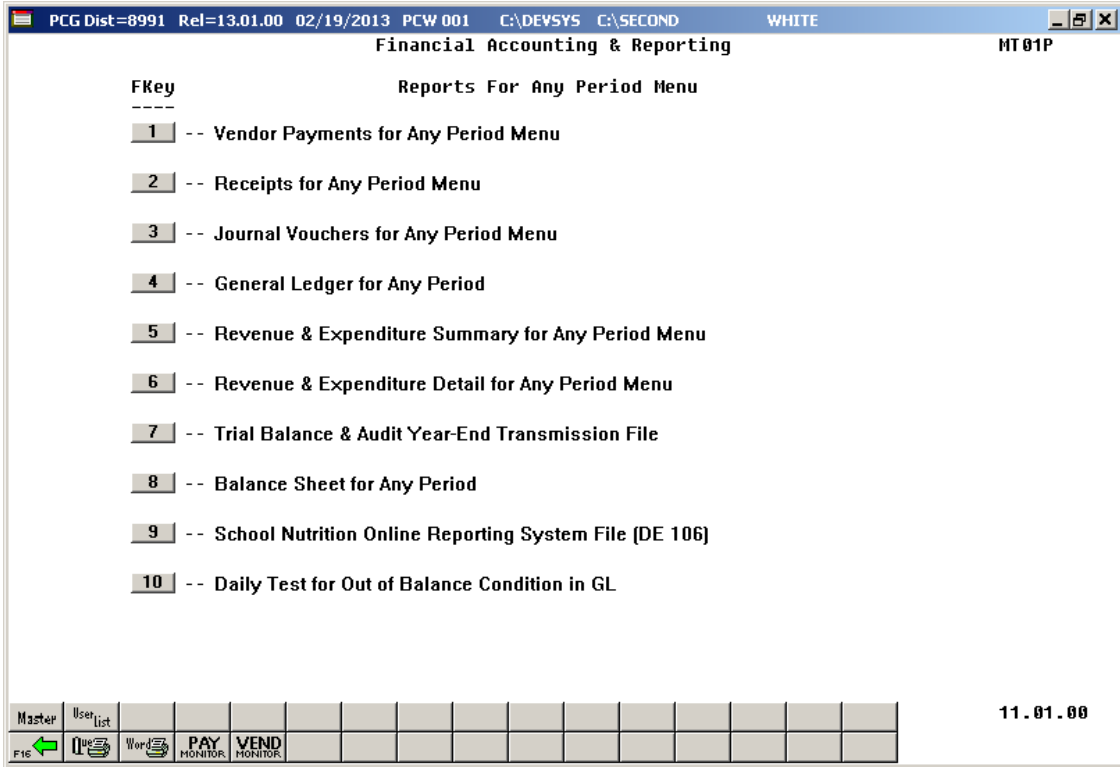 PCG Dist=8991 Rel=13.01.00 02/19/2013 PCW 001 C:\DEVSYS C:\SECOND WHITE
Financial Accounting & Reporting MT01P
FKey Reports For Any Period Menu
----
1 -- Vendor Payments for Any Period Menu
2 -- Receipts for Any Period Menu
3 -- Journal Vouchers for Any Period Menu
4 -- General Ledger for Any Period
5 -- Revenue & Expenditure Summary for Any Period Menu
6 -- Revenue & Expenditure Detail for Any Period Menu
7 -- Trial Balance & Audit Year-End Transmission File
8 -- Balance Sheet for Any Period
9 -- School Nutrition Online Reporting System File (DE 106)
10 -- Daily Test for Out of Balance Condition in GL
Master User List 11.01.00
F16 Que Word PAY MONITOR VEND MONITOR